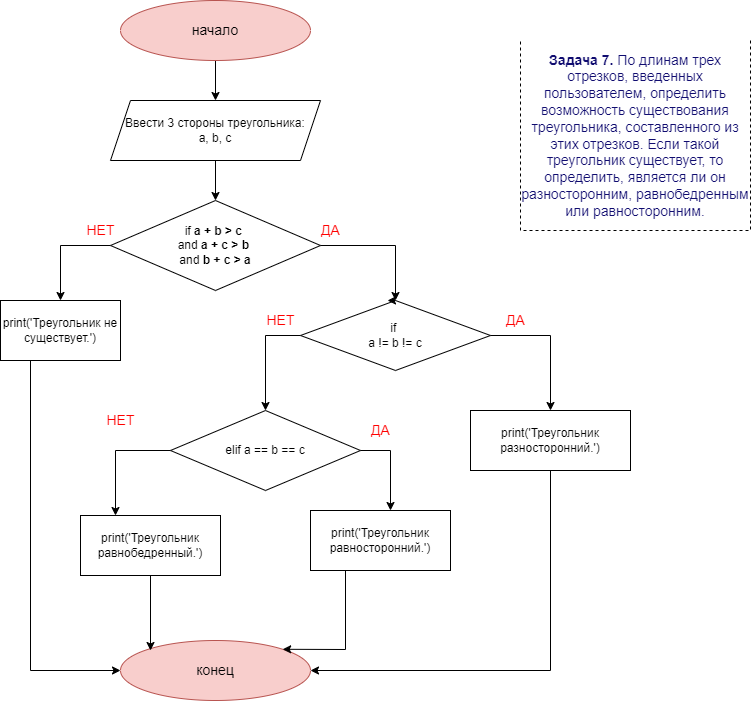 начало
Задача 7. По длинам трех
отрезков, введенных
пользователем, определить
возможность существования
треугольника, составленного из
этих отрезков. Если такой
треугольник существует, то
определить, является ли он
разносторонним, равнобедренным
или равносторонним.
Ввести 3 стороны треугольника:
a, b, c
НЕТ
ДА
if a + b > c
and a + c > b
and b + c > a
print('Треугольник не
существует.')
НЕТ
ДА
if
a != b != c
НЕТ
ДА
elif a == b == c
print('Треугольник
разносторонний.')
print('Треугольник
равнобедренный.')
print('Треугольник
равносторонний.')
конец